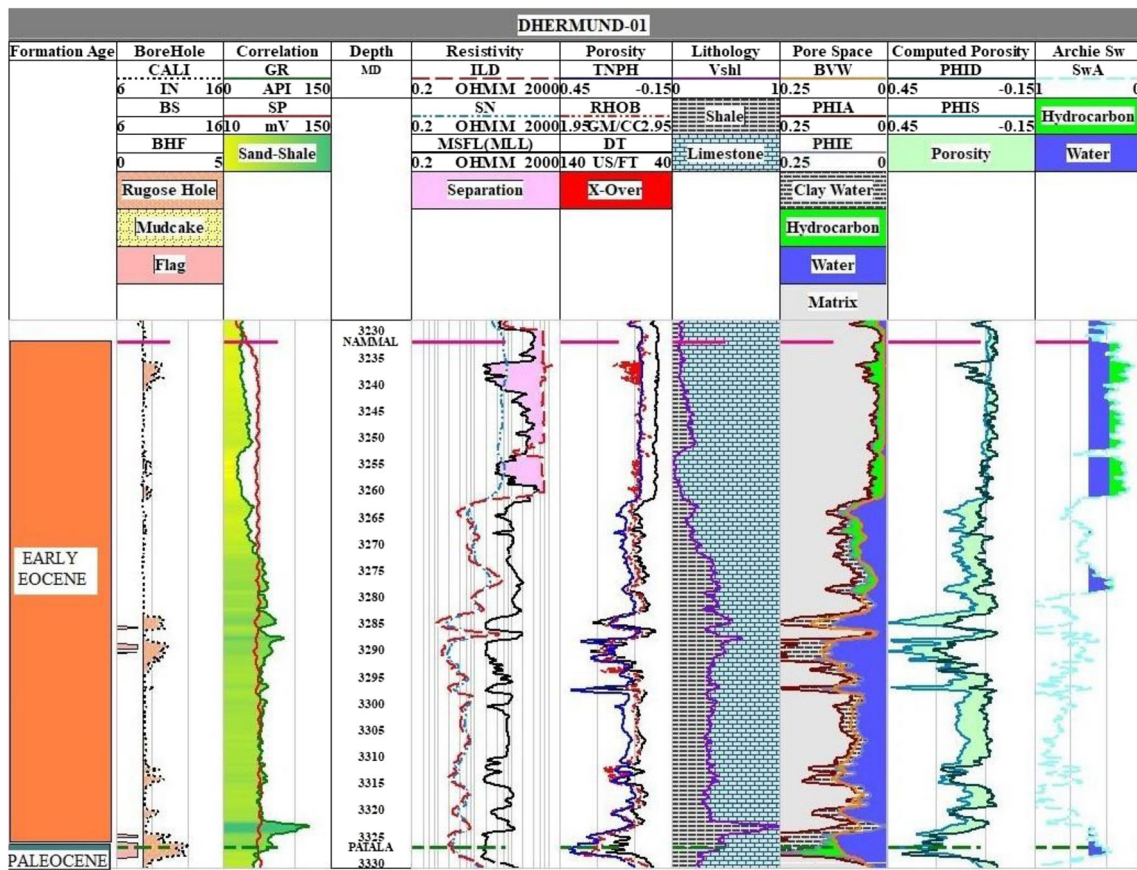 DHERMUND-01
Formation Age BoreHole Correlation Depth Resistivity Porosity Lithology Pore Space Computed Porosity Archie Sw
CALI GR MD ILD TNPH Vshl BVW PHID SwA
6 IN 16 0 API 150 0.2 OHMM 2000 0.45 -0.15 0 1 0.25 0 0.45 -0.15 1 0
BS SP SN RHOB Shale PHIA PHIS Hydrocarbon
6 16 10 mV 150 0.2 OHMM 2000 1.95 GM/CC 2.95 0.25 0 0.45 -0.15
BHF Sand-Shale MSFL(MLL) DT Limestone PHIE Porosity Water
0 5 0.2 OHMM 2000 140 US/FT 40 0.25 0
Rugose Hole Separation X-Over Clay Water
Mudcake Hydrocarbon
Flag Water
Matrix
3230
NAMMAL
3235
3240
3245
3250
3255
3260
3265
3270
EARLY
EOCENE
3275
3280
3285
3290
3295
3300
3305
3310
3315
3320
3325
PATALA
PALEOCENE
3330